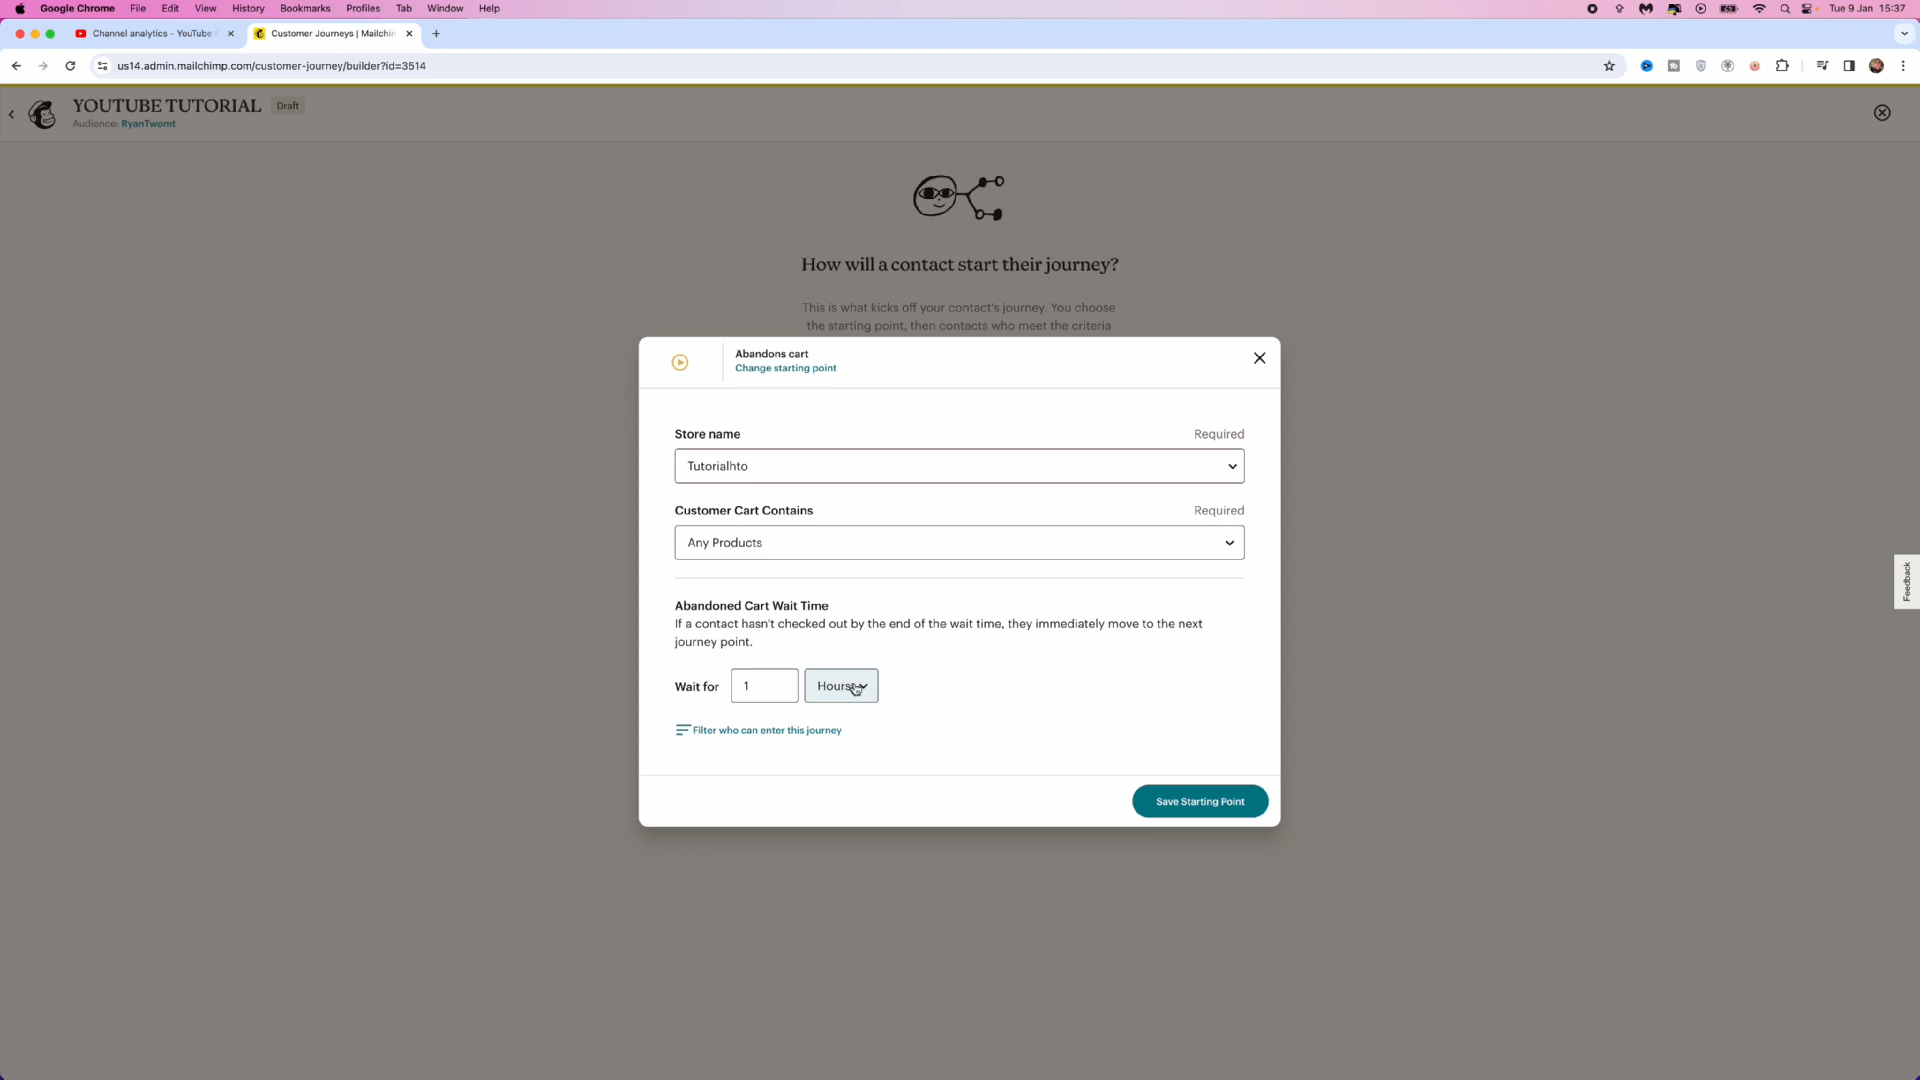 Google Chrome File Edit View History Bookmarks Profiles Tab Window Help Tue 9 Jan 15:37
Channel analytics - YouTube Customer Journeys | Mailchim
us14.admin.mailchimp.com/customer-journey/builder?id=3514
YOUTUBE TUTORIAL Draft
Audience: RyanTwomt
How will a contact start their journey?
This is what kicks off your contact's journey. You choose
the starting point, then contacts who meet the criteria
Abandons cart
Change starting point
Store name Required
Tutorialhto
Customer Cart Contains Required
Any Products
Abandoned Cart Wait Time
If a contact hasn't checked out by the end of the wait time, they immediately move to the next
journey point.
Wait for 1 Hours
Filter who can enter this journey
Save Starting Point
Feedback